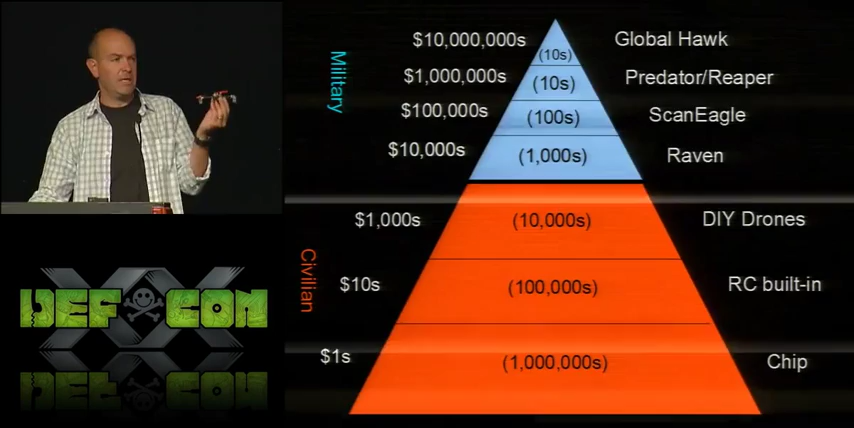 Military
$10,000,000s (10s) Global Hawk
$1,000,000s (10s) Predator/Reaper
$100,000s (100s) ScanEagle
$10,000s (1,000s) Raven
Civilian
$1,000s (10,000s) DIY Drones
$10s (100,000s) RC built-in
$1s (1,000,000s) Chip
XX
DEF CON